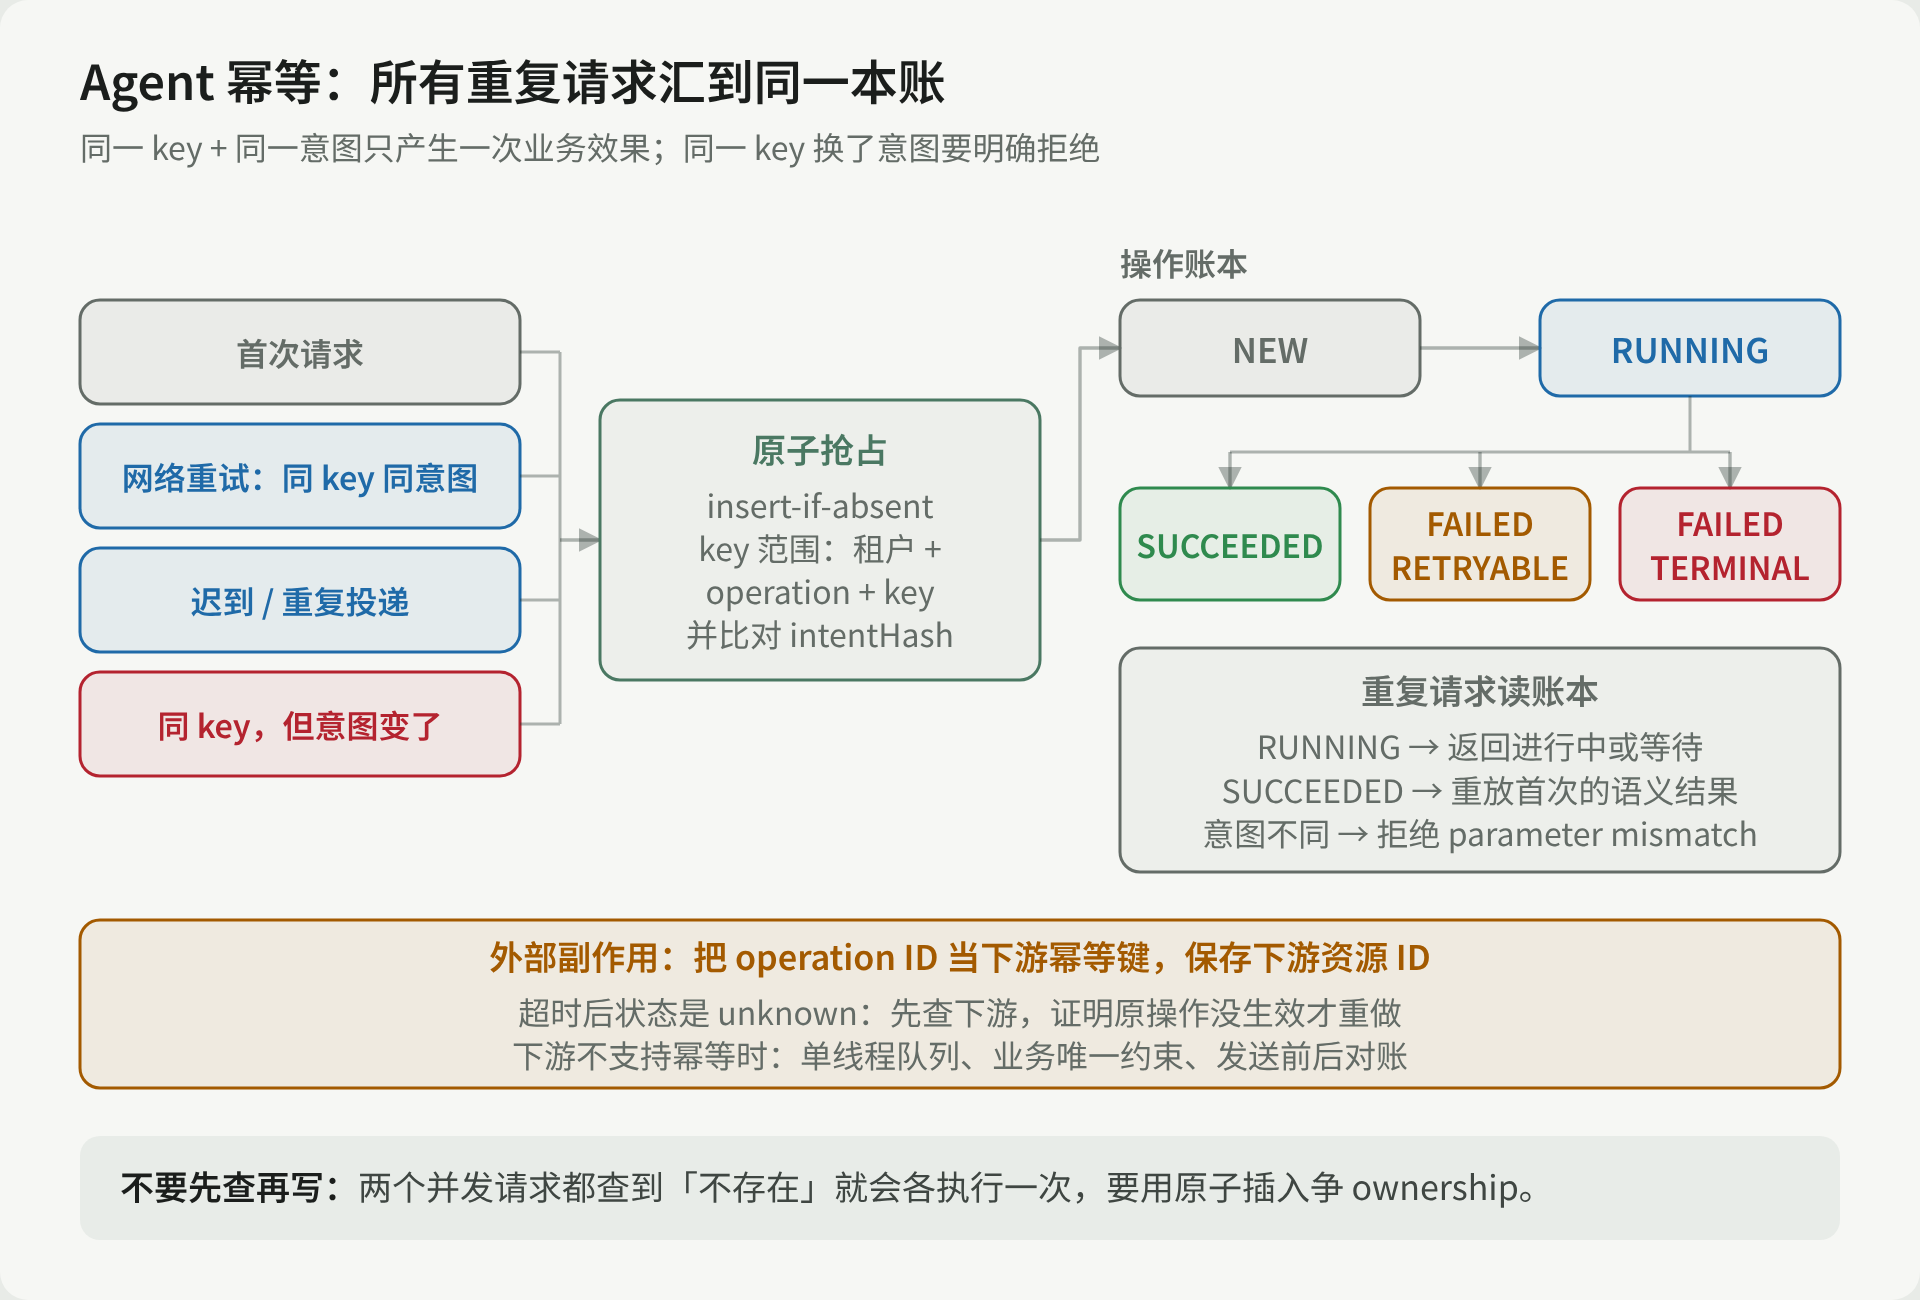 Agent 幂等：所有重复请求汇到同一本账
同一 key + 同一意图只产生一次业务效果；同一 key 换了意图要明确拒绝
首次请求
网络重试：同 key 同意图
迟到 / 重复投递
同 key，但意图变了
原子抢占
insert-if-absent
key 范围：租户 +
operation + key
并比对 intentHash
操作账本
NEW
RUNNING
SUCCEEDED
FAILED
RETRYABLE
FAILED
TERMINAL
重复请求读账本
RUNNING → 返回进行中或等待
SUCCEEDED → 重放首次的语义结果
意图不同 → 拒绝 parameter mismatch
外部副作用：把 operation ID 当下游幂等键，保存下游资源 ID
超时后状态是 unknown：先查下游，证明原操作没生效才重做
下游不支持幂等时：单线程队列、业务唯一约束、发送前后对账
不要先查再写：两个并发请求都查到「不存在」就会各执行一次，要用原子插入争 ownership。